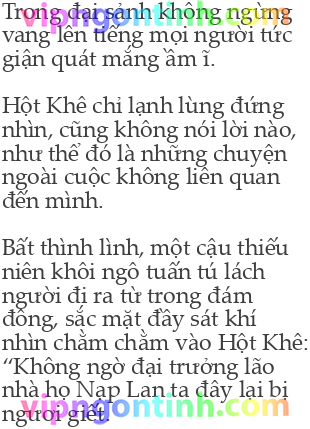 Trong đại sảnh không ngừng
vang lên tiếng mọi người tức
giận quát mắng ầm ĩ.
Hột Khê chỉ lạnh lùng đứng
nhìn, cũng không nói lời nào,
như thể đó là những chuyện
ngoài cuộc không liên quan
đến mình.
Bất thình lình, một cậu thiếu
niên khôi ngô tuấn tú lách
người đi ra từ trong đám
đông, sắc mặt đầy sát khí
nhìn chằm chằm vào Hột Khê:
“Không ngờ đại trưởng lão
nhà họ Nạp Lan ta đây lại bị
ngươi giết
vipngontinh.com
vipngontinh.com